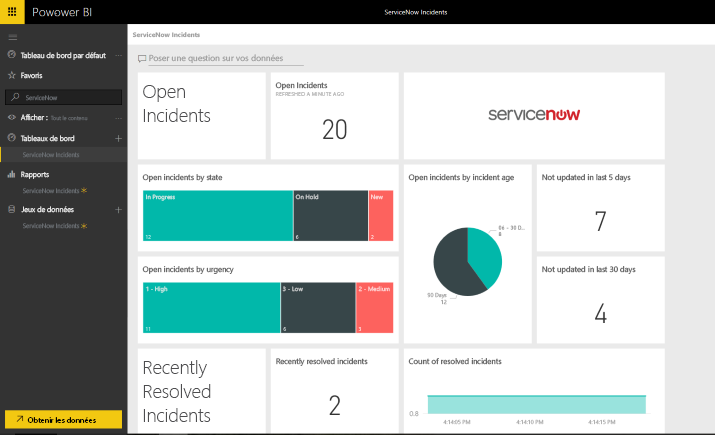 Powower BI
ServiceNow Incidents
Tableau de bord par défaut
Favoris
ServiceNow
Afficher : Tout le contenu
Tableaux de bord
ServiceNow Incidents
Rapports
ServiceNow Incidents
Jeux de données
ServiceNow Incidents
Obtenir les données
ServiceNow Incidents
Poser une question sur vos données
Open
Incidents
Open Incidents
REFRESHED A MINUTE AGO
20
servicenow
Open incidents by state
In Progress
12
On Hold
6
New
Open incidents by incident age
06 – 30 D...
8
90 Days
12
Not updated in last 5 days
7
Open incidents by urgency
1 - High
11
3 - Low
6
2 - Medium
3
Not updated in last 30 days
4
Recently
Resolved
Incidents
Recently resolved incidents
2
Count of resolved incidents
0.8
4:14:05 PM
4:14:10 PM
4:14:15 PM